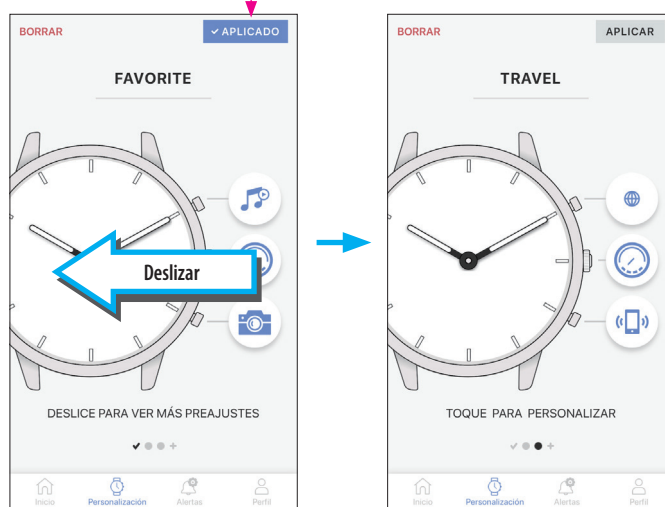 BORRAR
✓ APLICADO
FAVORITE
Deslizar
DESLICE PARA VER MÁS PREAJUSTES
Inicio
Personalización
Alertas
Perfil
BORRAR
APLICAR
TRAVEL
TOQUE PARA PERSONALIZAR
Inicio
Personalización
Alertas
Perfil